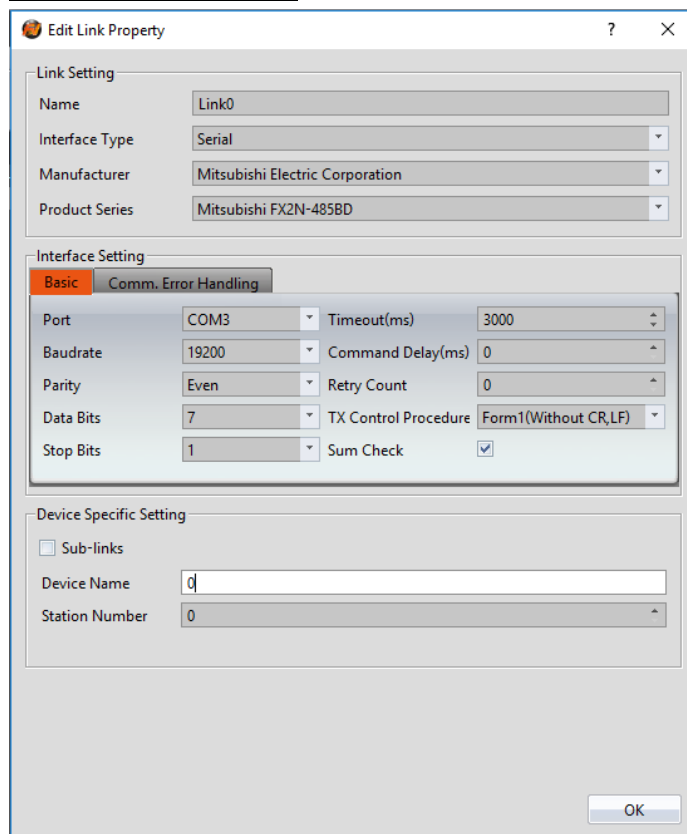 Edit Link Property ?
Link Setting
Name Link0
Interface Type Serial
Manufacturer Mitsubishi Electric Corporation
Product Series Mitsubishi FX2N-485BD
Interface Setting
Basic Comm. Error Handling
Port COM3 Timeout(ms) 3000
Baudrate 19200 Command Delay(ms) 0
Parity Even Retry Count 0
Data Bits 7 TX Control Procedure Form1(Without CR,LF)
Stop Bits 1 Sum Check
Device Specific Setting
Sub-links
Device Name 0
Station Number 0
OK